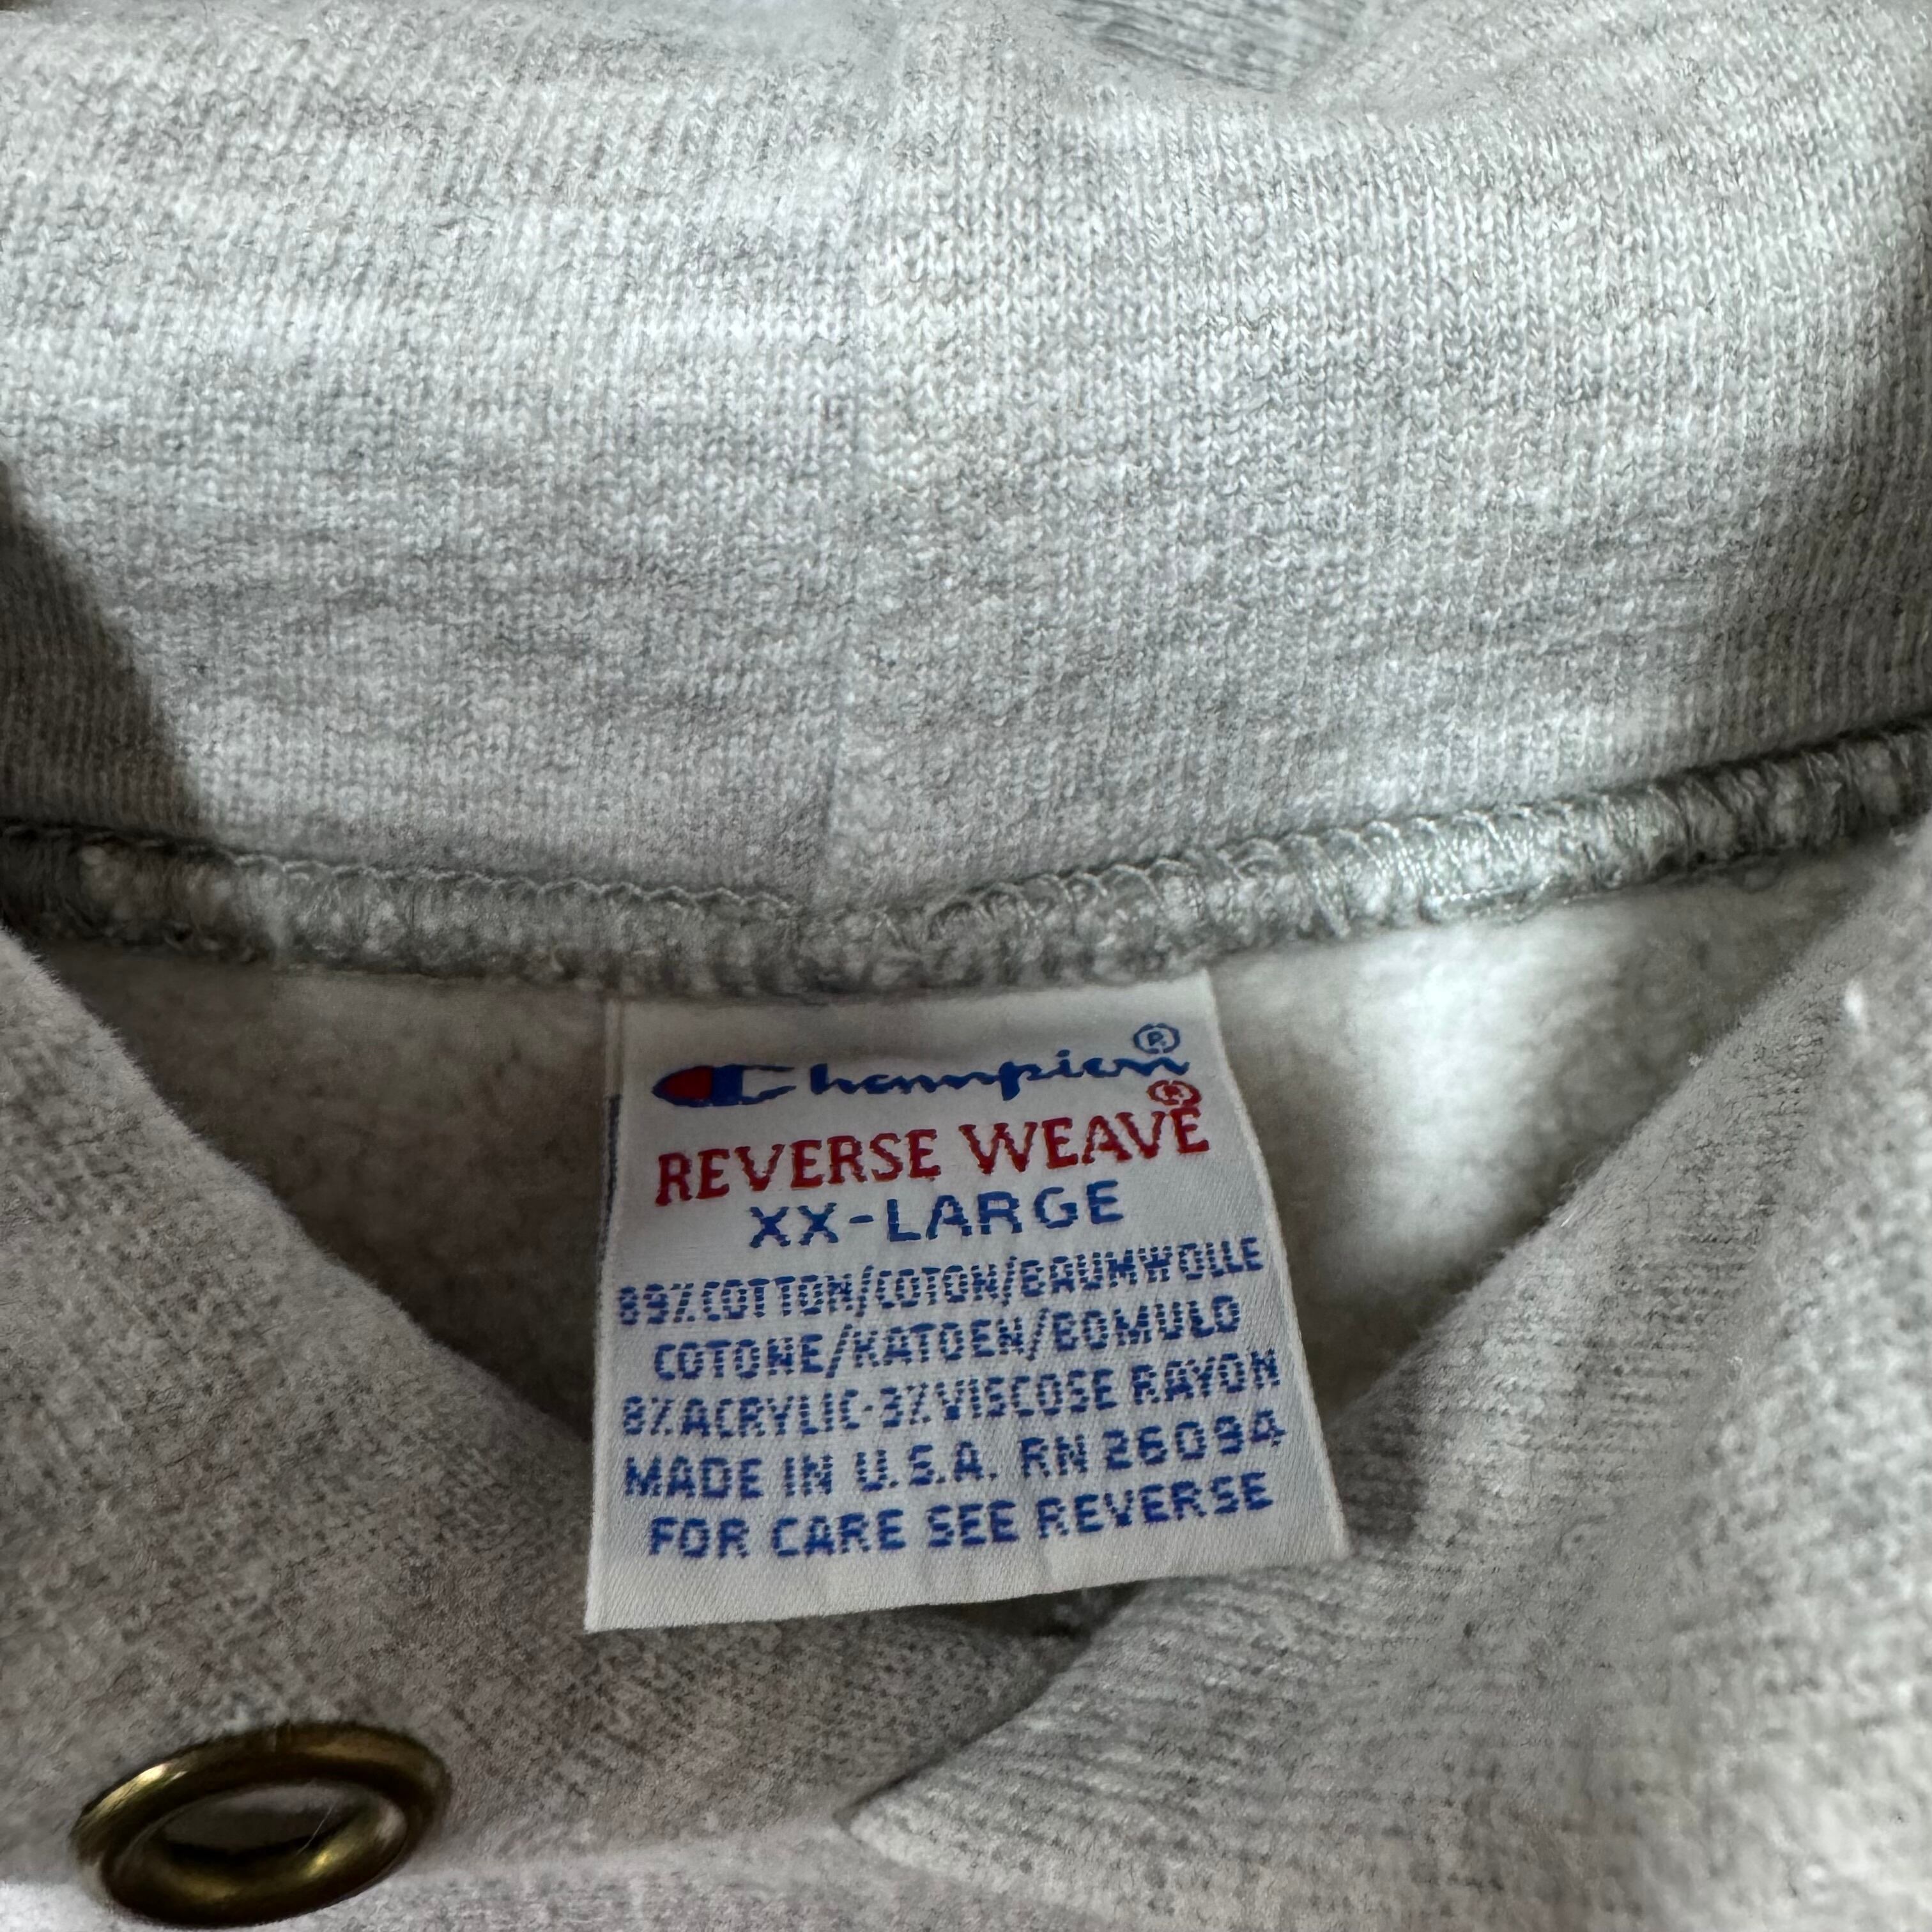 Champion®
REVERSE WEAVE®
XX-LARGE
89%COTTON/COTON/BAUMWOLLE
COTONE/KATOEN/BOMULD
8%ACRYLIC-3%VISCOSE RAYON
MADE IN U.S.A. RN 26094
FOR CARE SEE REVERSE